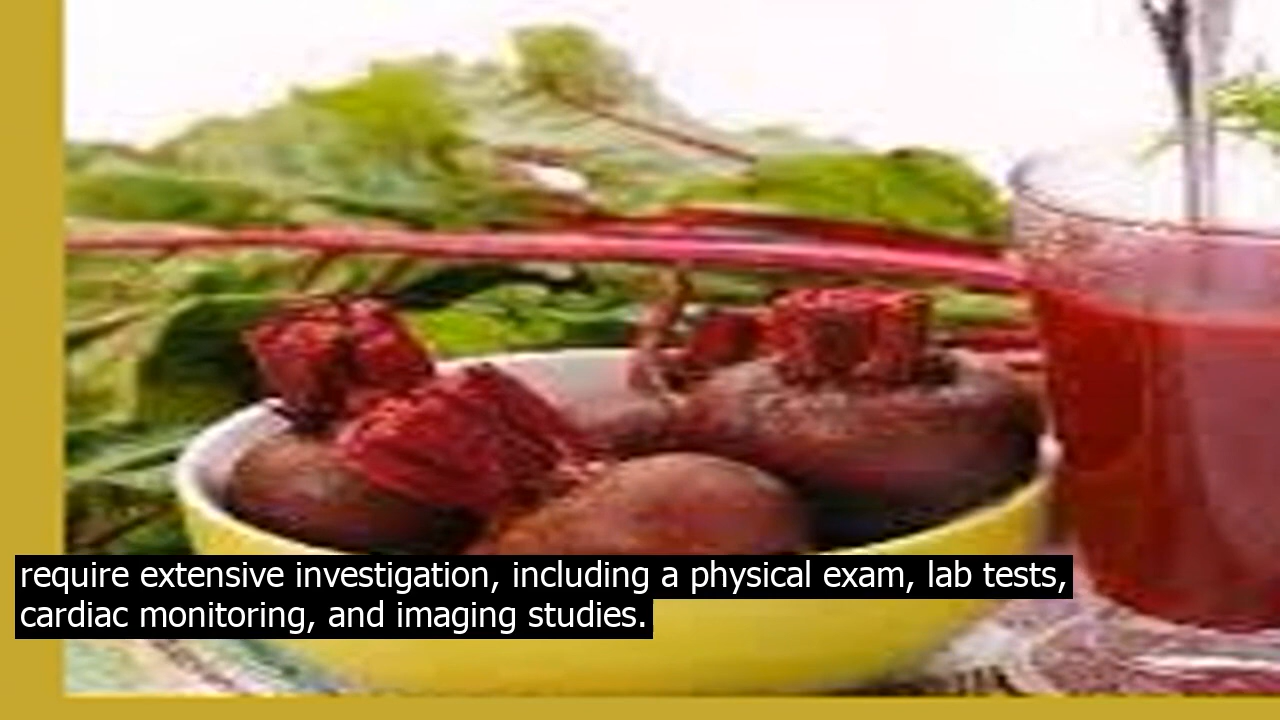 require extensive investigation, including a physical exam, lab tests,
cardiac monitoring, and imaging studies.